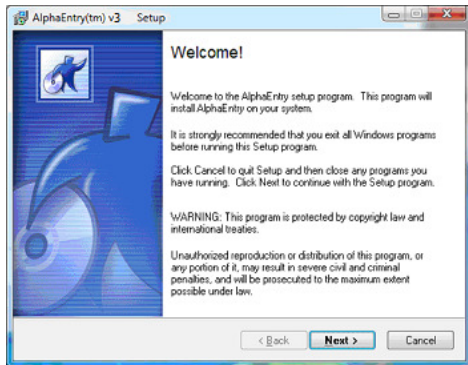 AlphaEntry(tm) v3 Setup
Welcome!
Welcome to the AlphaEntry setup program. This program will
install AlphaEntry on your system.
It is strongly recommended that you exit all Windows programs
before running this Setup program.
Click Cancel to quit Setup and then close any programs you
have running. Click Next to continue with the Setup program.
WARNING: This program is protected by copyright law and
international treaties.
Unauthorized reproduction or distribution of this program, or
any portion of it, may result in severe civil and criminal
penalties, and will be prosecuted to the maximum extent
possible under law.
< Back Next > Cancel